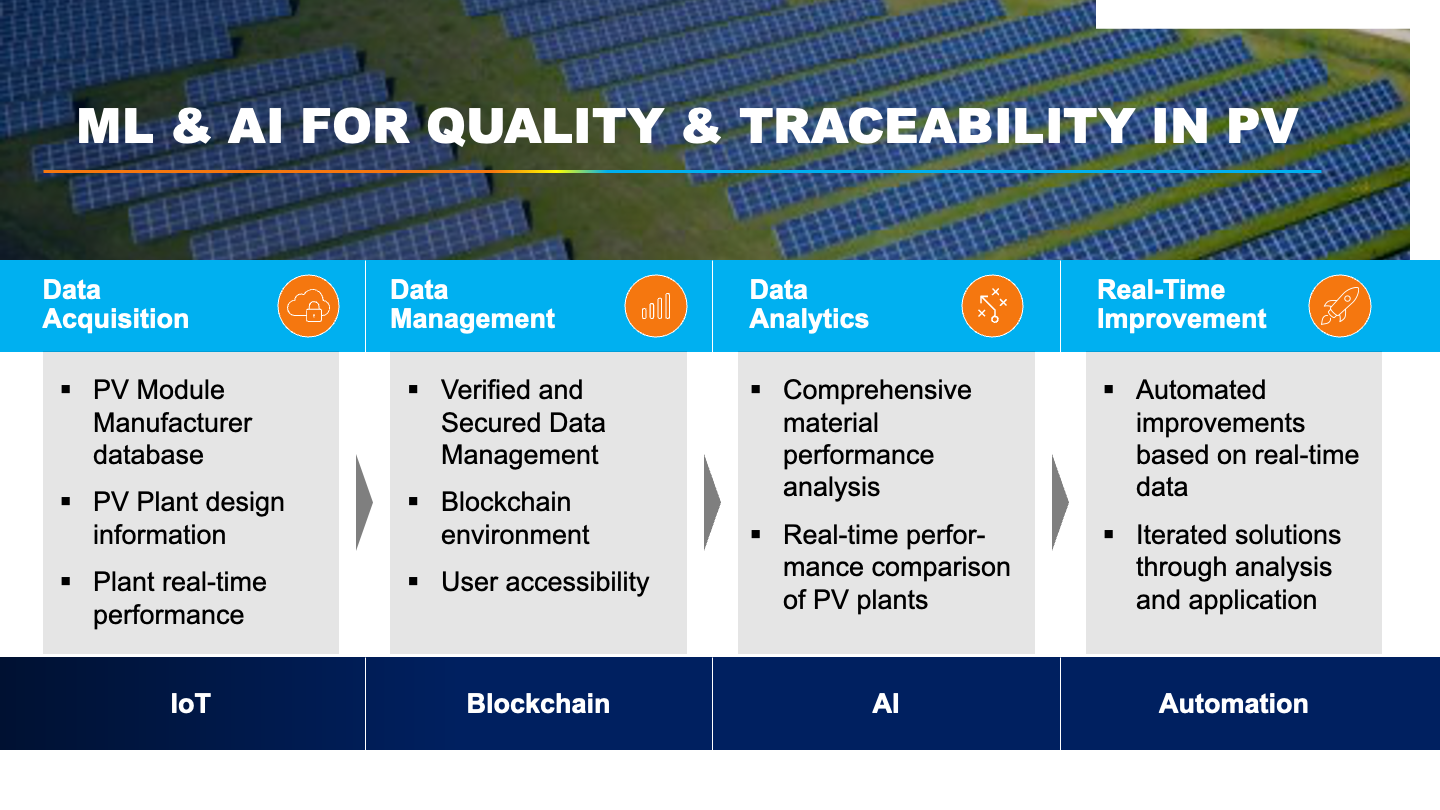 ML & AI FOR QUALITY & TRACEABILITY IN PV
Data
Acquisition
▪ PV Module
Manufacturer
database
▪ PV Plant design
information
▪ Plant real-time
performance
IoT
Data
Management
▪ Verified and
Secured Data
Management
▪ Blockchain
environment
▪ User accessibility
Blockchain
Data
Analytics
▪ Comprehensive
material
performance
analysis
▪ Real-time perfor-
mance comparison
of PV plants
AI
Real-Time
Improvement
▪ Automated
improvements
based on real-time
data
▪ Iterated solutions
through analysis
and application
Automation